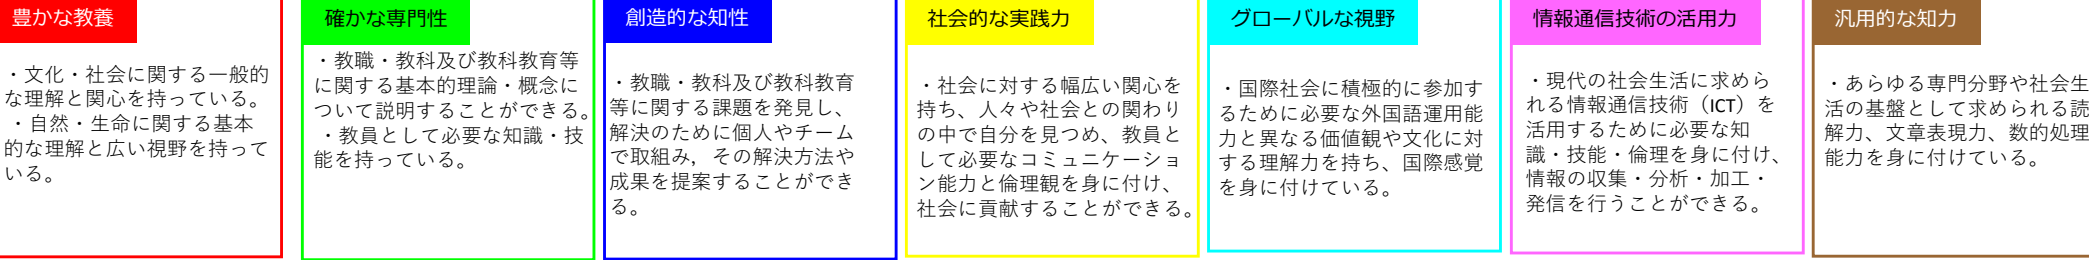 豊かな教養
・文化・社会に関する一般的
な理解と関心を持っている。
・自然・生命に関する基本
的な理解と広い視野を持って
いる。
確かな専門性
・教職・教科及び教科教育等
に関する基本的理論・概念に
ついて説明することができる。
・教員として必要な知識・技
能を持っている。
創造的な知性
・教職・教科及び教科教育
等に関する課題を発見し、
解決のために個人やチーム
で取組み，その解決方法や
成果を提案することができ
る。
社会的な実践力
・社会に対する幅広い関心を
持ち、人々や社会との関わり
の中で自分を見つめ、教員と
して必要なコミュニケーショ
ン能力と倫理観を身に付け、
社会に貢献することができる。
グローバルな視野
・国際社会に積極的に参加す
るために必要な外国語運用能
力と異なる価値観や文化に対
する理解力を持ち、国際感覚
を身に付けている。
情報通信技術の活用力
・現代の社会生活に求めら
れる情報通信技術（ICT）を
活用するために必要な知
識・技能・倫理を身に付け、
情報の収集・分析・加工・
発信を行うことができる。
汎用的な知力
・あらゆる専門分野や社会生
活の基盤として求められる読
解力、文章表現力、数的処理
能力を身に付けている。